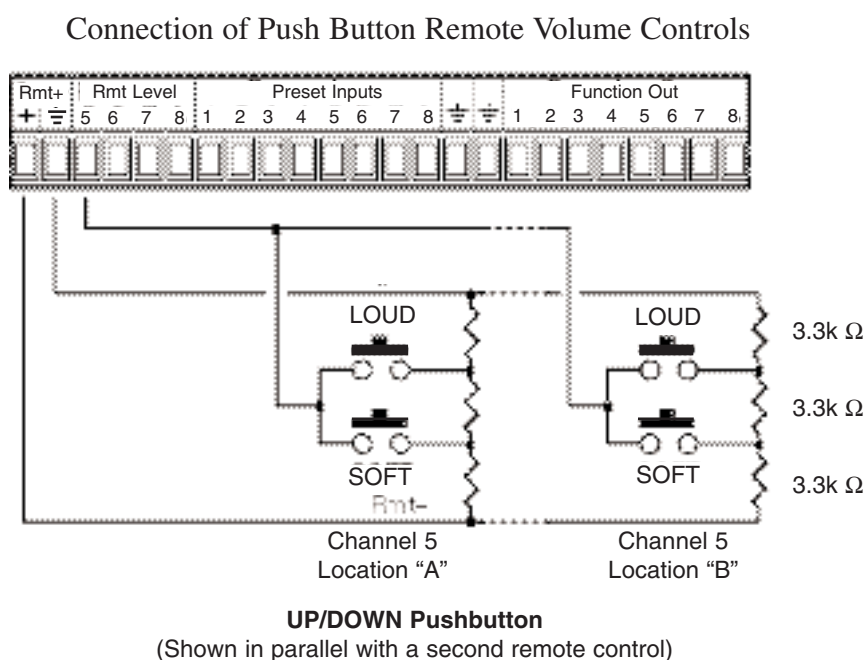 Connection of Push Button Remote Volume Controls
Rmt+ Rmt Level Preset Inputs Function Out
+ 5 6 7 8 1 2 3 4 5 6 7 8 1 2 3 4 5 6 7 8
LOUD LOUD
3.3k Ω
3.3k Ω
SOFT SOFT
3.3k Ω
Rmt–
Channel 5 Channel 5
Location “A” Location “B”
UP/DOWN Pushbutton
(Shown in parallel with a second remote control)